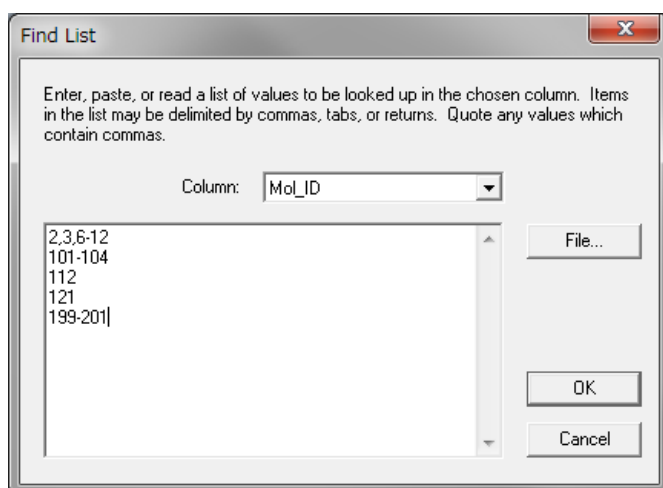 Find List
Enter, paste, or read a list of values to be looked up in the chosen column. Items
in the list may be delimited by commas, tabs, or returns. Quote any values which
contain commas.
Column: Mol_ID
2,3,6-12
101-104
112
121
199-201
File...
OK
Cancel